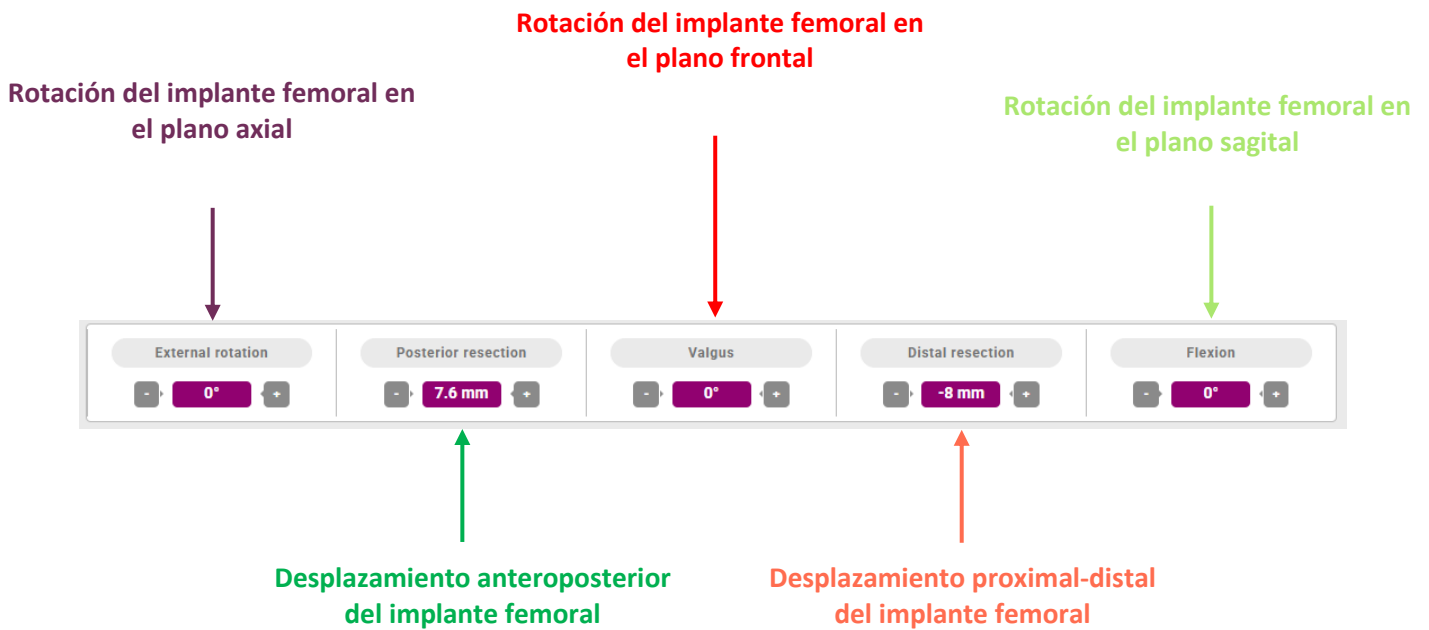 Rotación del implante femoral en
el plano frontal
Rotación del implante femoral en
el plano axial
Rotación del implante femoral en
el plano sagital
External rotation
Posterior resection
Valgus
Distal resection
Flexion
- 0° +
- 7.6 mm +
- 0° +
- -8 mm +
- 0° +
Desplazamiento anteroposterior
del implante femoral
Desplazamiento proximal-distal
del implante femoral